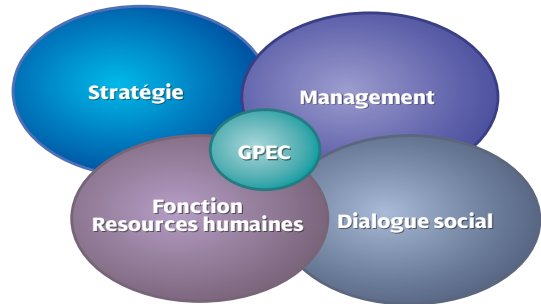 Stratégie
Management
GPEC
Fonction
Resources humaines
Dialogue social